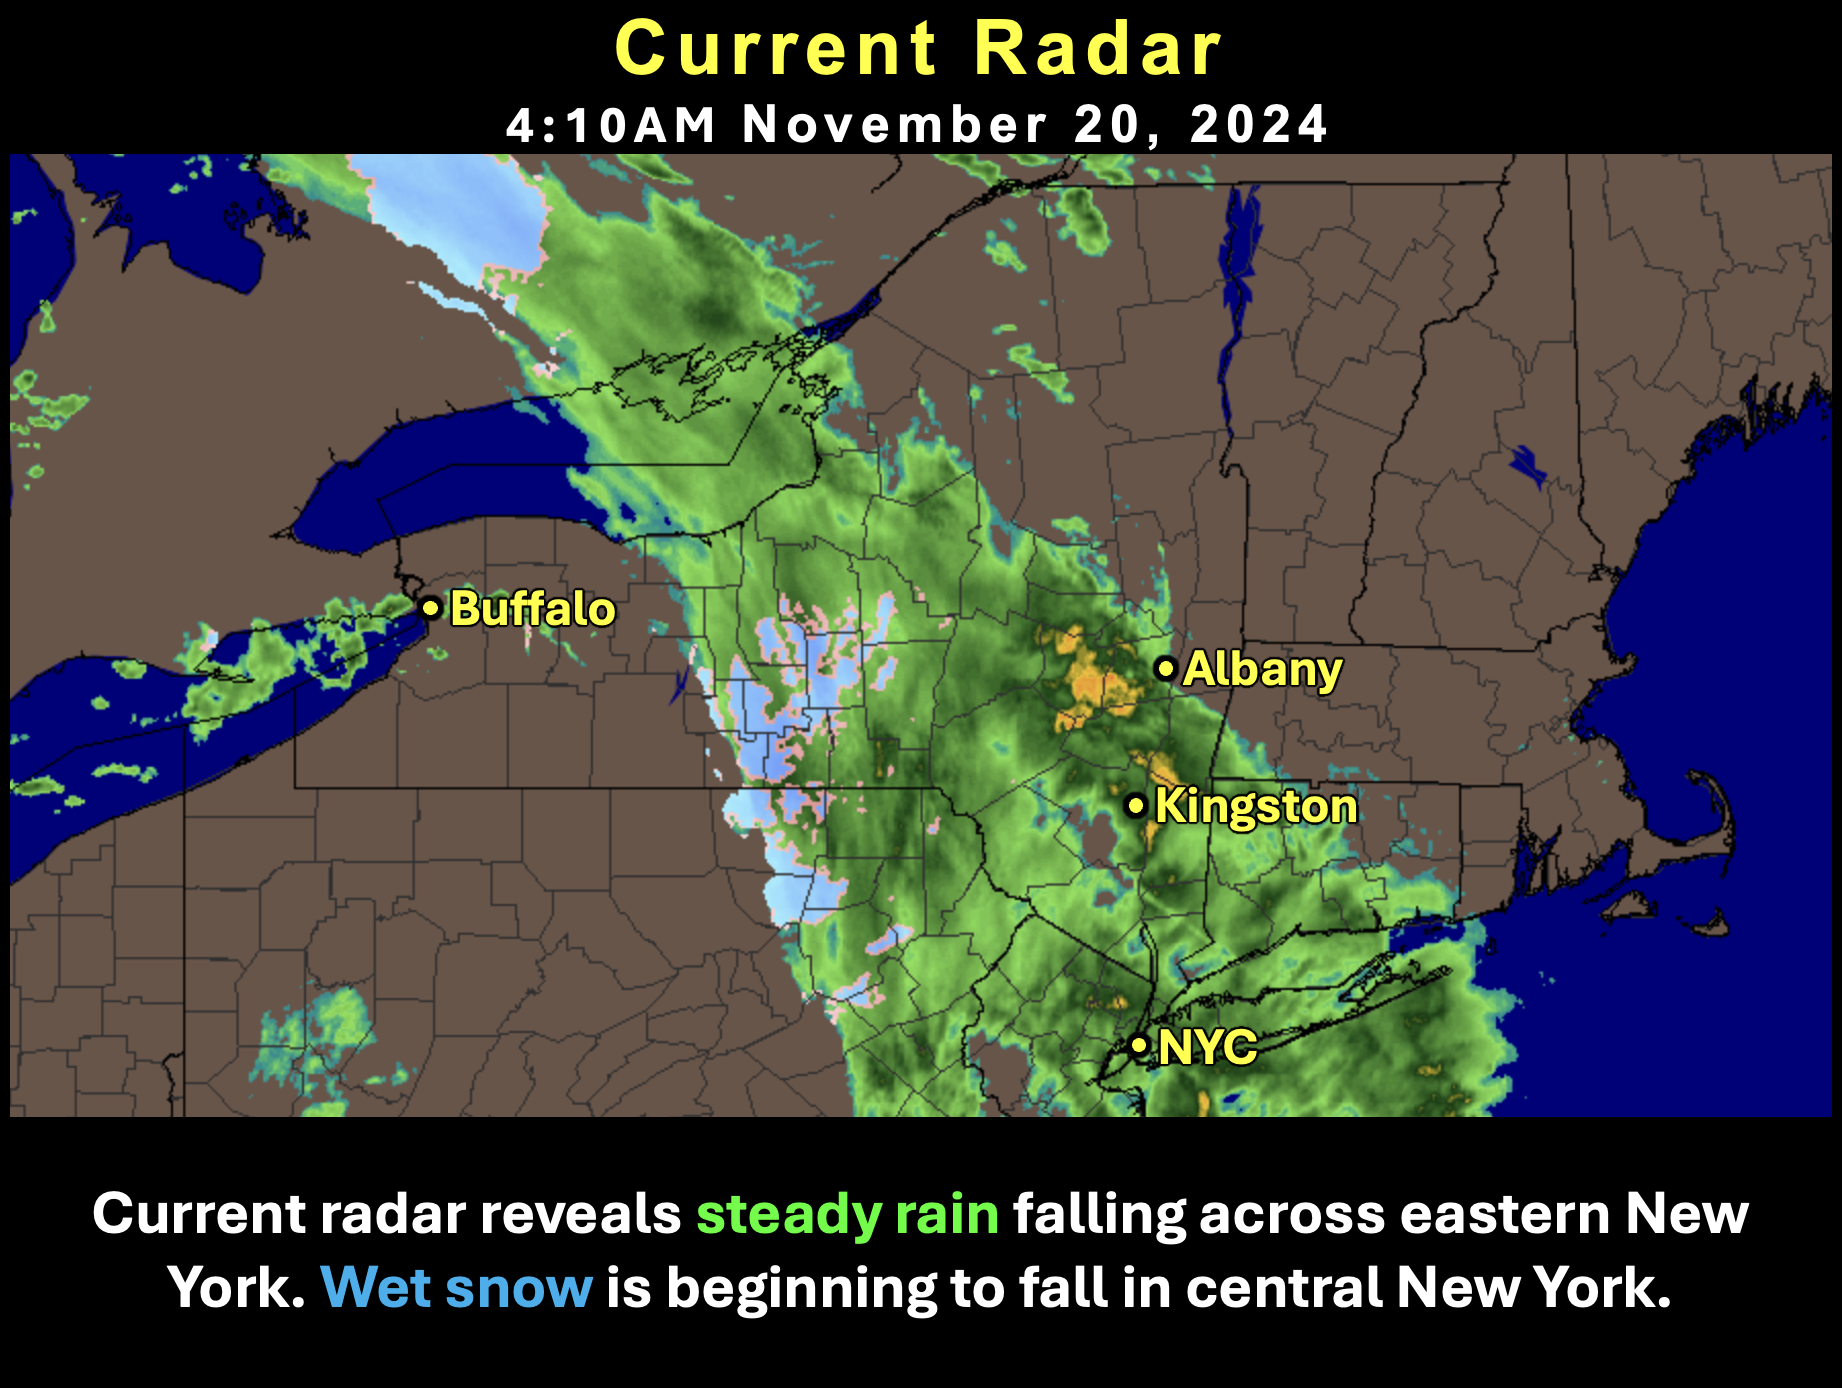 Current Radar
4:10AM November 20, 2024
Buffalo
Albany
Kingston
NYC
Current radar reveals steady rain falling across eastern New
York. Wet snow is beginning to fall in central New York.